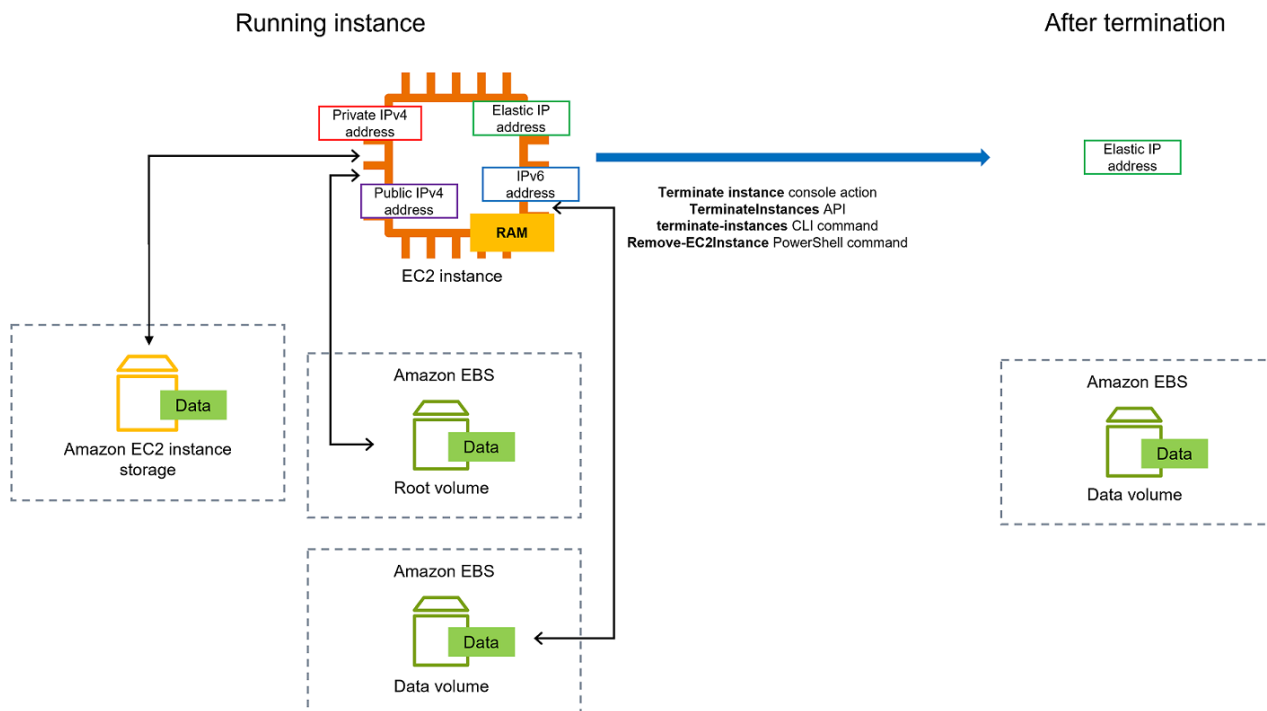 Running instance
After termination
Private IPv4
address
Elastic IP
address
Public IPv4
address
IPv6
address
RAM
EC2 instance
Terminate instance console action
TerminateInstances API
terminate-instances CLI command
Remove-EC2Instance PowerShell command
Elastic IP
address
Data
Amazon EC2 instance
storage
Amazon EBS
Data
Root volume
Amazon EBS
Data
Data volume
Amazon EBS
Data
Data volume